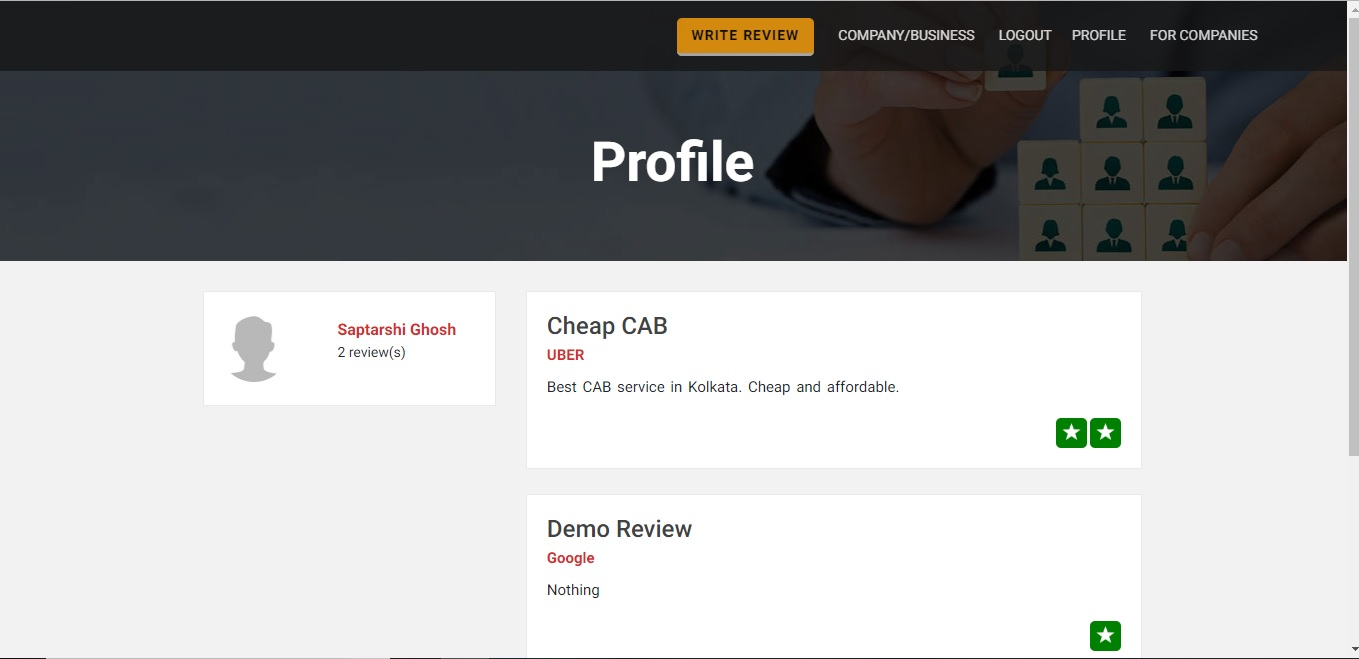 WRITE REVIEW COMPANY/BUSINESS LOGOUT PROFILE FOR COMPANIES
Profile
Saptarshi Ghosh
2 review(s)
Cheap CAB
UBER
Best CAB service in Kolkata. Cheap and affordable.
Demo Review
Google
Nothing